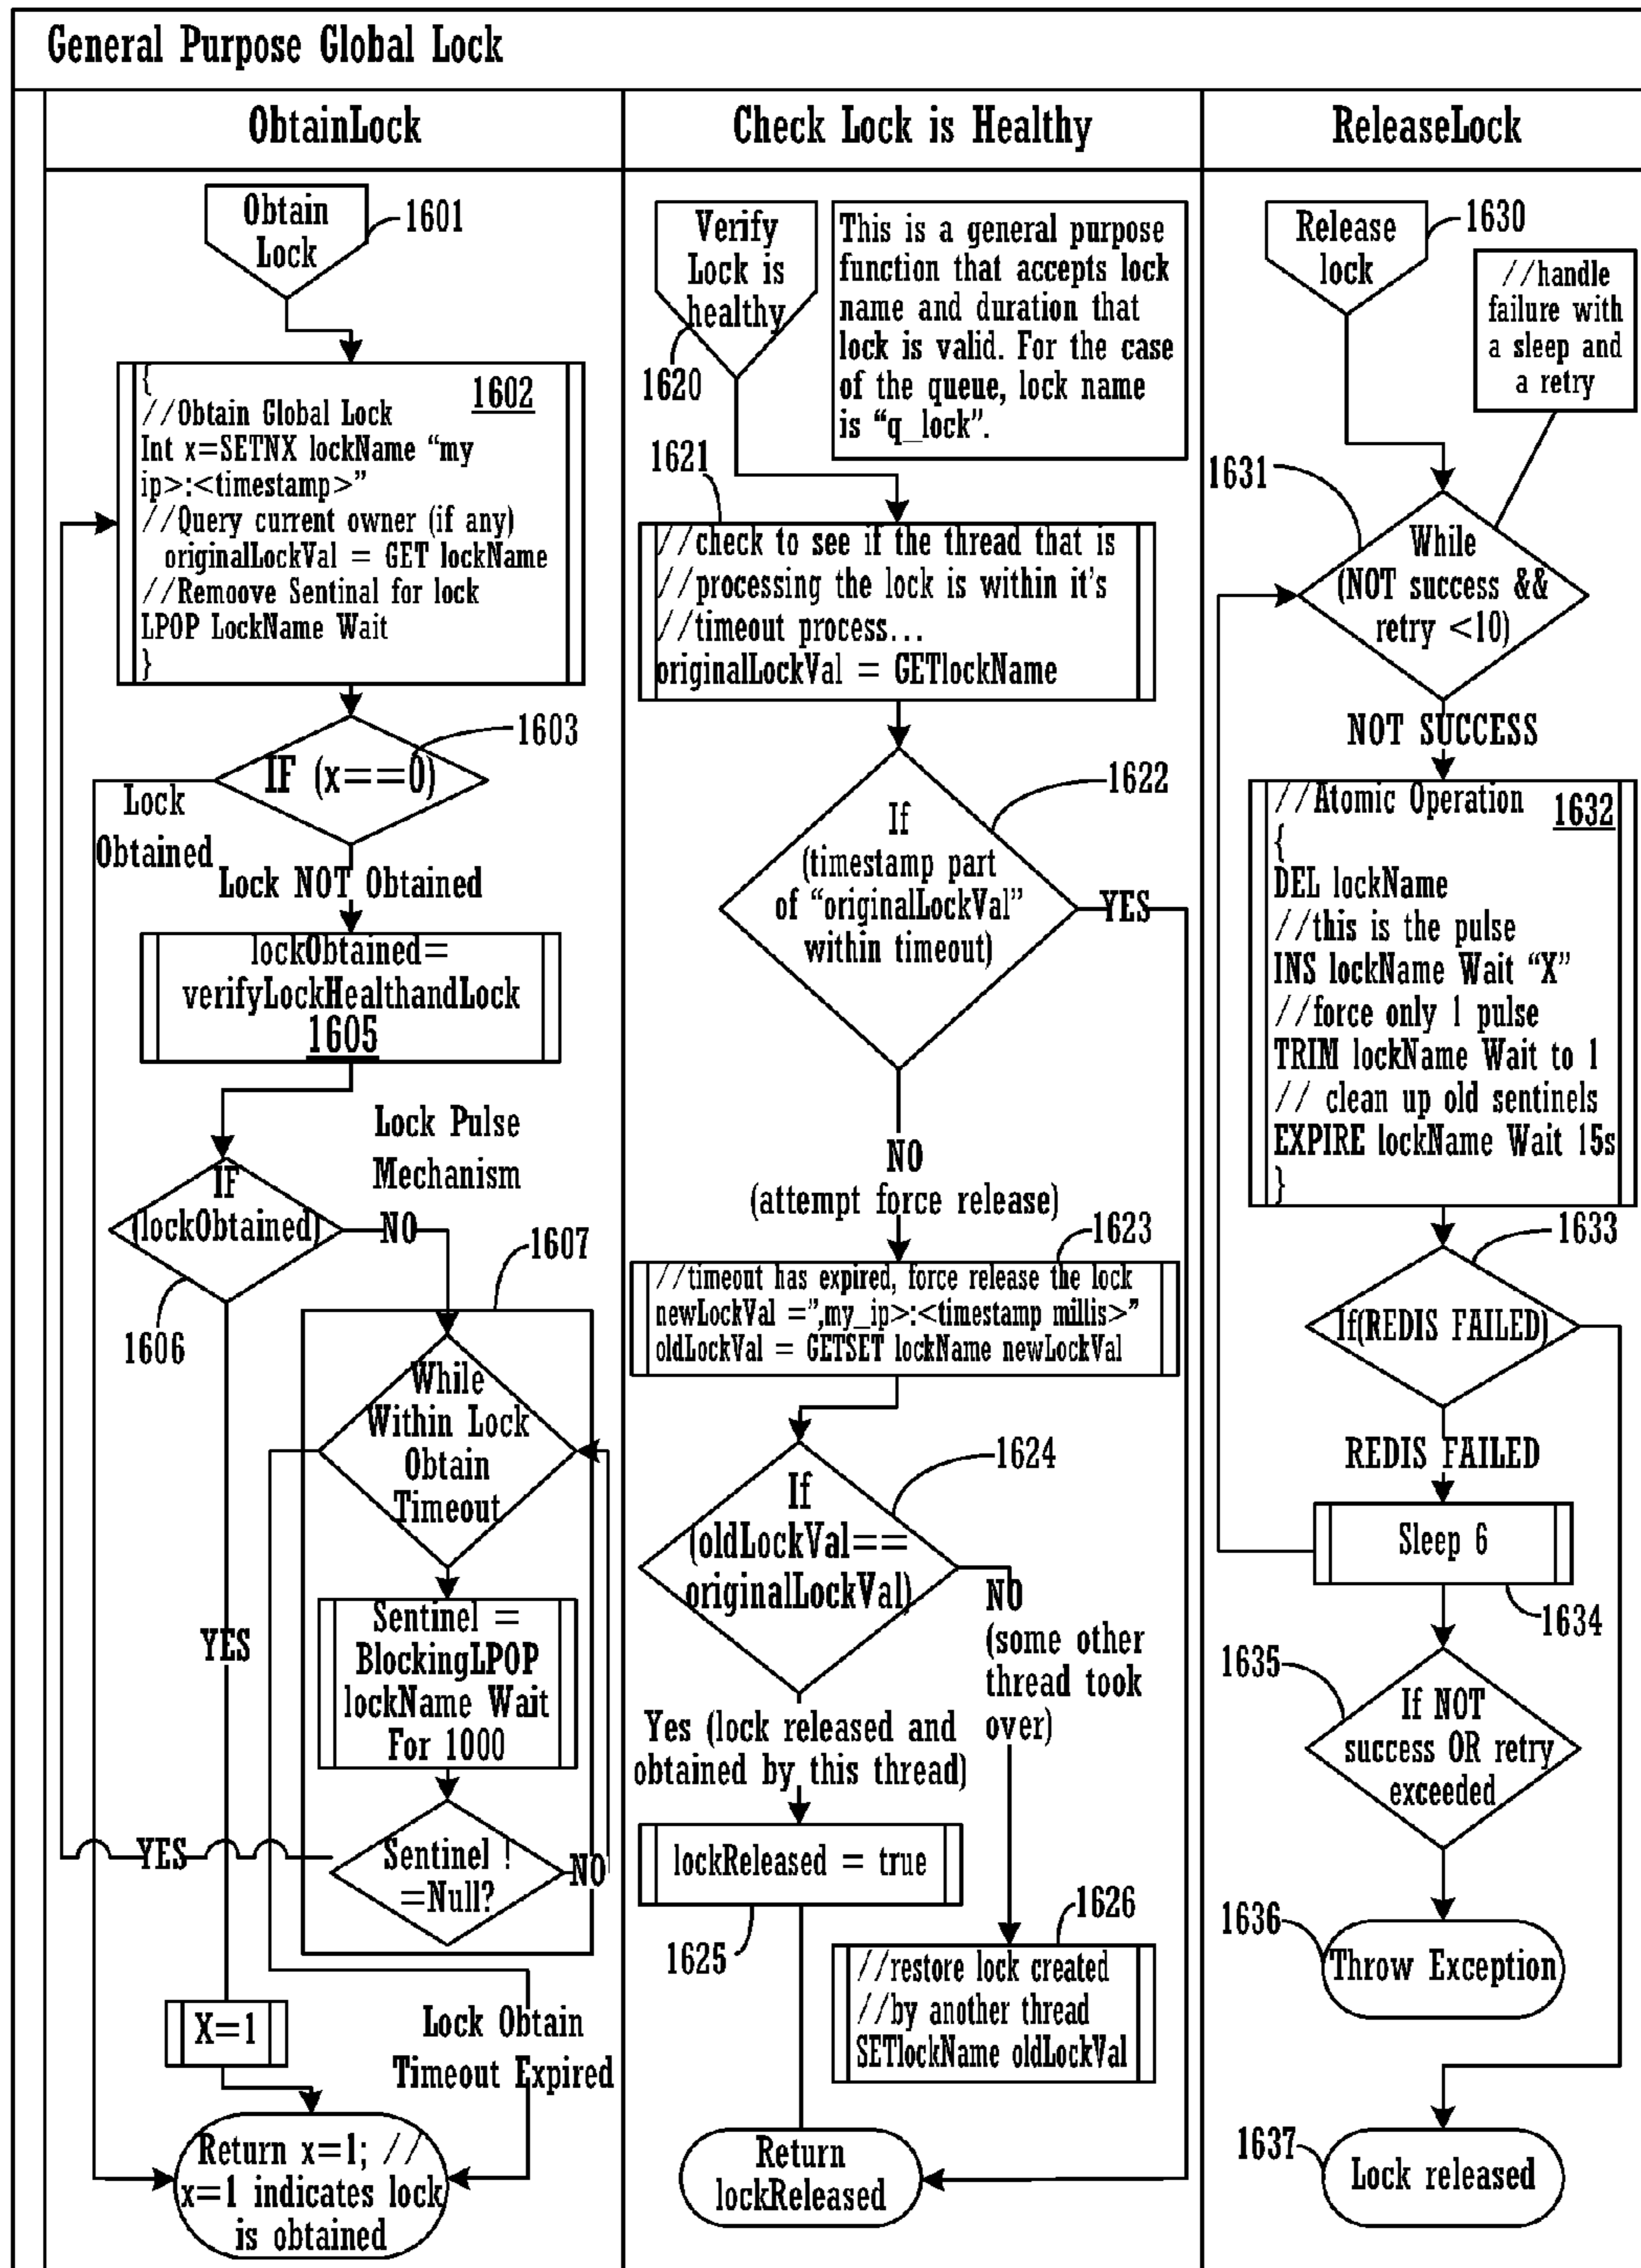 General Purpose Global Lock
ObtainLock
Obtain
Lock
1601
{
1602
//Obtain Global Lock
Int x=SETNX lockName “my
ip>:<timestamp>”
//Query current owner (if any)
originalLockVal = GET lockName
//Remoove Sentinal for lock
LPOP LockName Wait
}
1603
IF (x==0)
Lock
Obtained
Lock NOT Obtained
lockObtained=
verifyLockHealthandLock
1605
Lock Pulse
Mechanism
IF
(lockObtained)
NO
1606
1607
While
Within Lock
Obtain
Timeout
Sentinel =
BlockingLPOP
lockName Wait
For 1000
YES
YES
Sentinel !
=Null?
NO
X=1
Lock Obtain
Timeout Expired
Return x=1; //
x=1 indicates lock
is obtained
Check Lock is Healthy
Verify
Lock is
healthy
1620
This is a general purpose
function that accepts lock
name and duration that
lock is valid. For the case
of the queue, lock name
is “q_lock”.
1621
//check to see if the thread that is
//processing the lock is within it's
//timeout process...
originalLockVal = GETlockName
1622
If
(timestamp part
of “originalLockVal”
within timeout)
YES
NO
(attempt force release)
1623
//timeout has expired, force release the lock
newLockVal =”,my_ip>:<timestamp millis>”
oldLockVal = GETSET lockName newLockVal
1624
If
(oldLockVal==
originalLockVal)
NO
(some other
thread took
over)
Yes (lock released and
obtained by this thread)
lockReleased = true
1625
1626
//restore lock created
//by another thread
SETlockName oldLockVal
Return
lockReleased
ReleaseLock
Release
lock
1630
//handle
failure with
a sleep and
a retry
1631
While
(NOT success &&
retry <10)
NOT SUCCESS
//Atomic Operation
1632
{
DEL lockName
//this is the pulse
INS lockName Wait “X”
//force only 1 pulse
TRIM lockName Wait to 1
// clean up old sentinels
EXPIRE lockName Wait 15s
}
1633
If(REDIS FAILED)
REDIS FAILED
Sleep 6
1634
1635
If NOT
success OR retry
exceeded
1636
Throw Exception
1637
Lock released